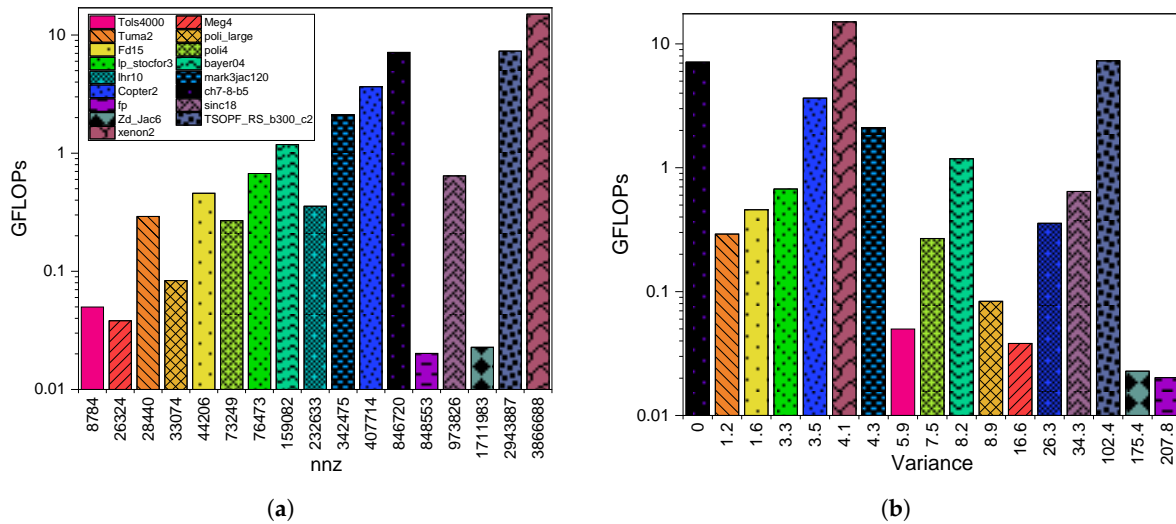 10
1
0.1
0.01
GFLOPs
Tols4000
Tuma2
Fd15
lp_stocfor3
lhr10
Copter2
fp
Zd_Jac6
xenon2
Meg4
poli_large
poli4
bayer04
mark3jac120
ch7-8-b5
sinc18
TSOPF_RS_b300_c2
8784
26324
28440
33074
44206
73249
76473
159082
232633
342475
407714
846720
848553
973826
1711983
2943887
3866688
nnz
(a)
10
1
0.1
0.01
GFLOPs
0
1.2
1.6
3.3
3.5
4.1
4.3
5.9
7.5
8.2
8.9
16.6
26.3
34.3
102.4
175.4
207.8
Variance
(b)